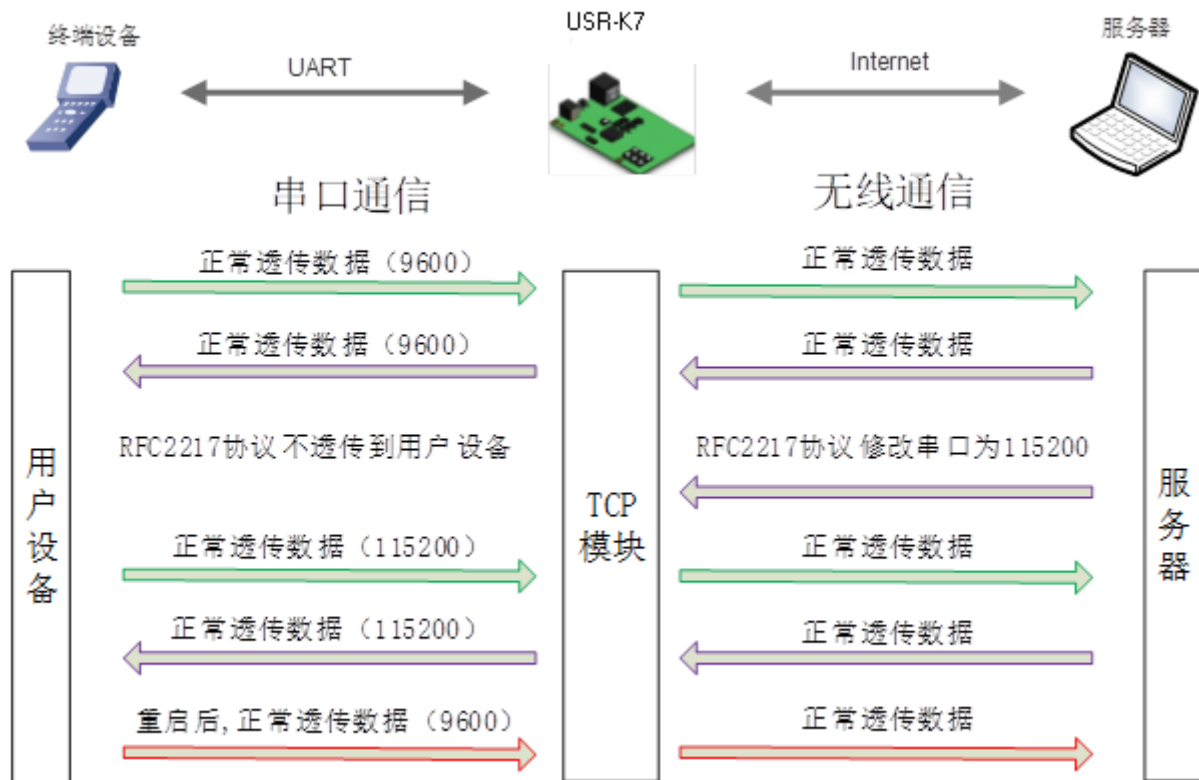 终端设备
USR-K7
服务器
UART
Internet
串口通信
无线通信
正常透传数据（9600）
正常透传数据
正常透传数据（9600）
正常透传数据
RFC2217协议不透传到用户设备
RFC2217协议修改串口为115200
用户设备
TCP
模块
服务器
正常透传数据（115200）
正常透传数据
正常透传数据（115200）
正常透传数据
重启后,正常透传数据（9600）
正常透传数据